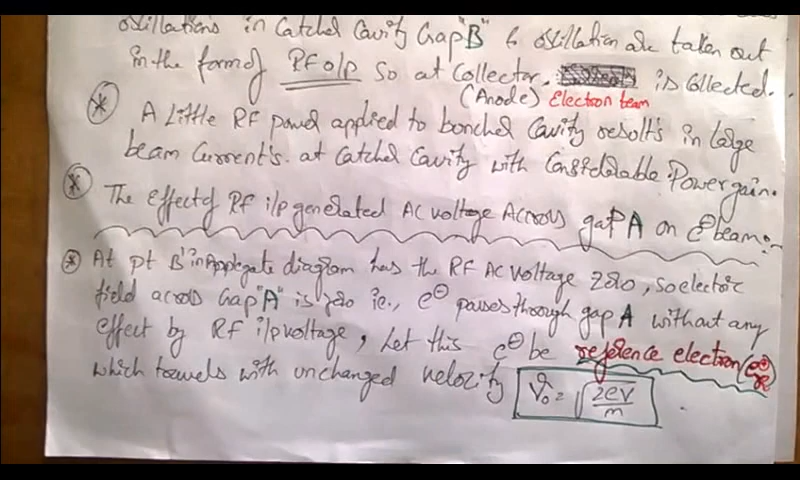 oscillations in Catcher Cavity Gap "B" & oscillation are taken out
in the form of RF o/p so at Collector, is Collected.
(Anode) Electron beam
* A Little RF power applied to buncher Cavity results in large
beam Current's at Catcher Cavity with Considerable Power gain.
* The effect of RF i/p generated AC voltage Across gap A on e⊖ beam:-
* At pt B' in Applegate diagram has the RF AC voltage Zero, so electric
field across Gap "A" is zero ie., e⊖ passes through gap A without any
effect by RF i/p voltage, Let this e⊖ be reference electron (e⊖R)
which travels with unchanged velocity V₀ = √(2eV/m)